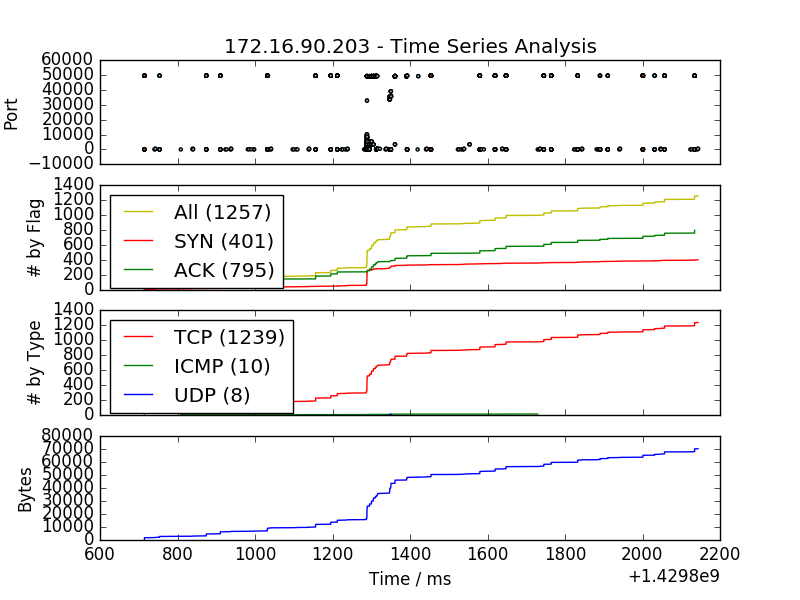 172.16.90.203 - Time Series Analysis
60000
50000
40000
30000
20000
10000
0
−10000
Port
1400
1200
1000
800
600
400
200
0
# by Flag
All (1257)
SYN (401)
ACK (795)
1400
1200
1000
800
600
400
200
0
# by Type
TCP (1239)
ICMP (10)
UDP (8)
80000
70000
60000
50000
40000
30000
20000
10000
0
Bytes
600 800 1000 1200 1400 1600 1800 2000 2200
Time / ms
+1.4298e9